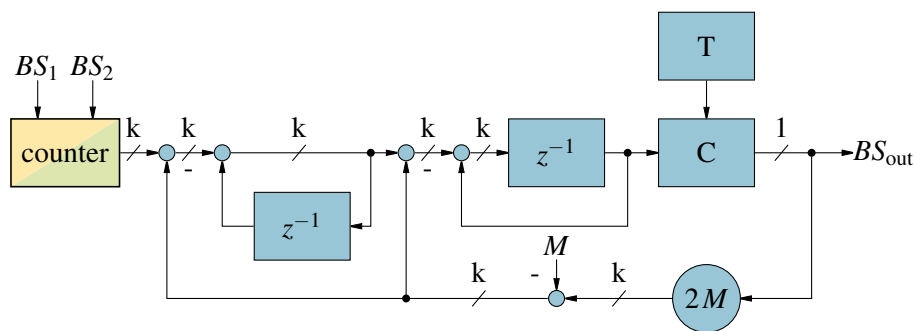 T
BS₁ BS₂
k k k k k 1
counter z⁻¹ C BSout
- -
z⁻¹ M
- k k
2M